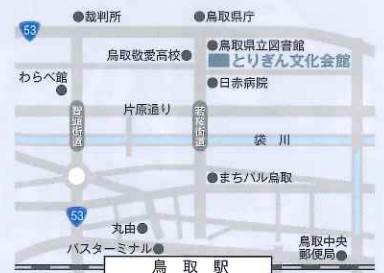 裁判所
鳥取県庁
53
鳥取県立図書館
鳥取敬愛高校
とりぎん文化会館
わらべ館
日赤病院
片原通り
智頭街道
若桜街道
袋 川
まちパル鳥取
53
丸由
バスターミナル
鳥取中央
郵便局
鳥 取 駅